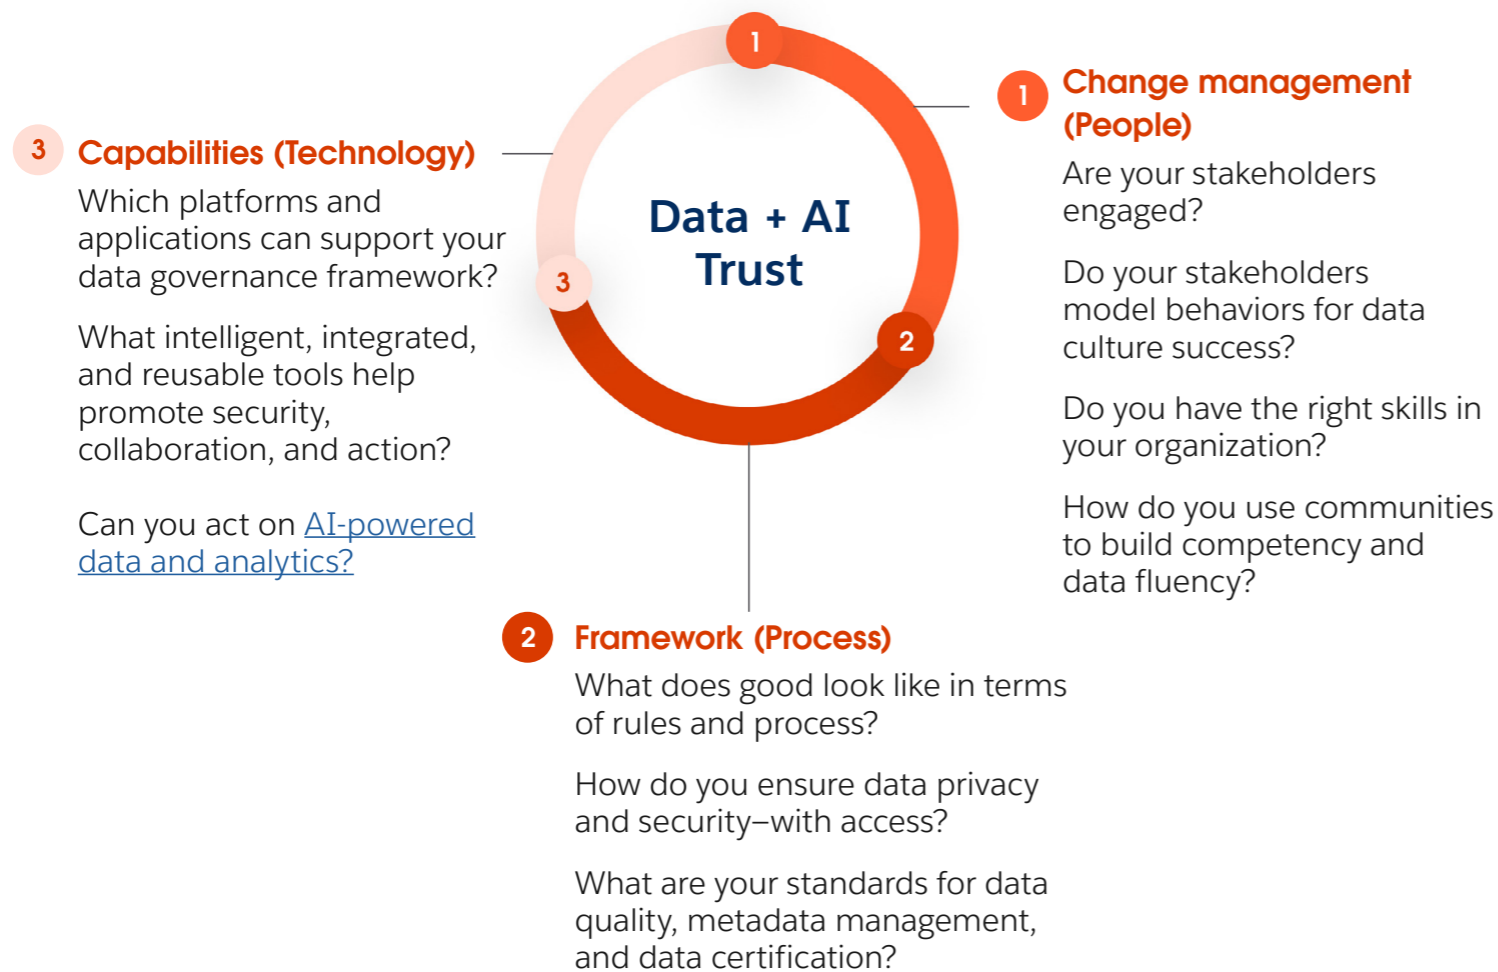 1
Data + AI
Trust
3
2
1
Change management
(People)
Are your stakeholders
engaged?
Do your stakeholders
model behaviors for data
culture success?
Do you have the right skills in
your organization?
How do you use communities
to build competency and
data fluency?
2
Framework (Process)
What does good look like in terms
of rules and process?
How do you ensure data privacy
and security—with access?
What are your standards for data
quality, metadata management,
and data certification?
3
Capabilities (Technology)
Which platforms and
applications can support your
data governance framework?
What intelligent, integrated,
and reusable tools help
promote security,
collaboration, and action?
Can you act on AI-powered
data and analytics?